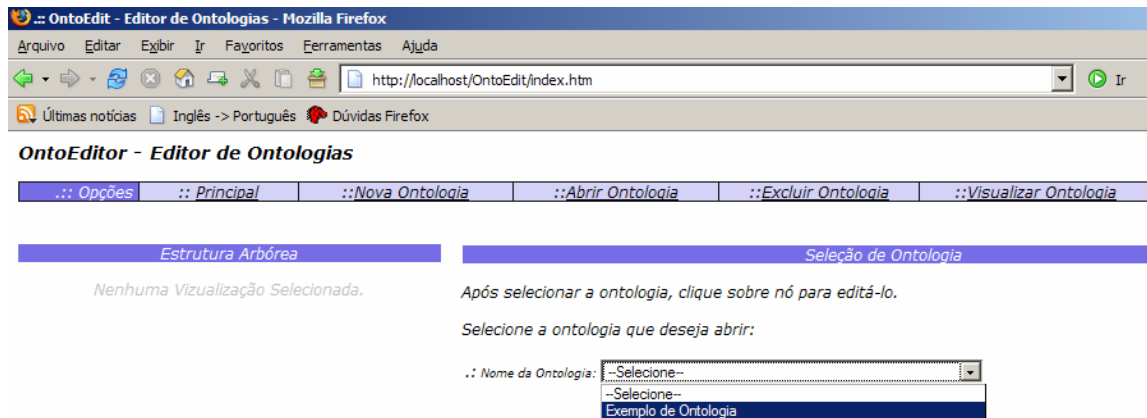 .:: OntoEdit - Editor de Ontologias - Mozilla Firefox
Arquivo Editar Exibir Ir Favoritos Ferramentas Ajuda
http://localhost/OntoEdit/index.htm Ir
Últimas notícias Inglês -> Português Dúvidas Firefox
OntoEditor - Editor de Ontologias
.:: Opções :: Principal ::Nova Ontologia ::Abrir Ontologia ::Excluir Ontologia ::Visualizar Ontologia
Estrutura Arbórea
Nenhuma Vizualização Selecionada.
Seleção de Ontologia
Após selecionar a ontologia, clique sobre nó para editá-lo.
Selecione a ontologia que deseja abrir:
.: Nome da Ontologia: --Selecione--
--Selecione--
Exemplo de Ontologia